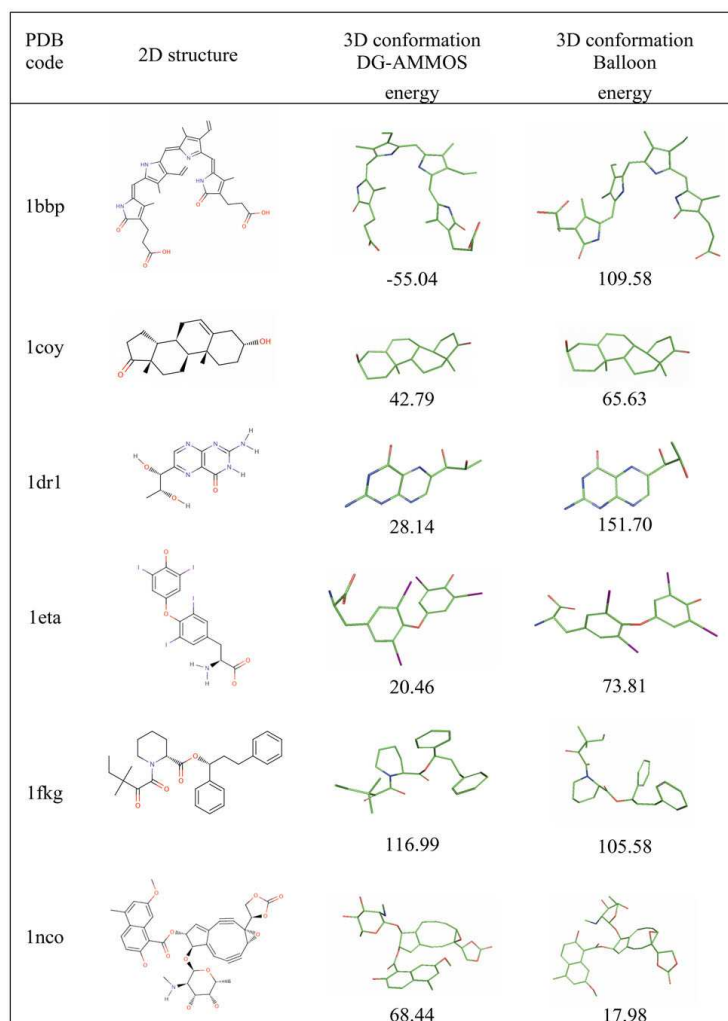 PDB code
2D structure
3D conformation DG-AMMOS energy
3D conformation Balloon energy
1bbp
-55.04
109.58
1coy
42.79
65.63
1dr1
28.14
151.70
1eta
20.46
73.81
1fkg
116.99
105.58
1nco
68.44
17.98